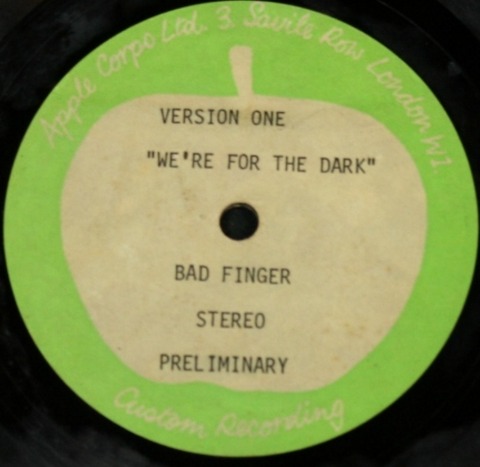 Apple Corps Ltd. 3. Savile Row London W1.
VERSION ONE
"WE'RE FOR THE DARK"
BAD FINGER
STEREO
PRELIMINARY
Custom Recording